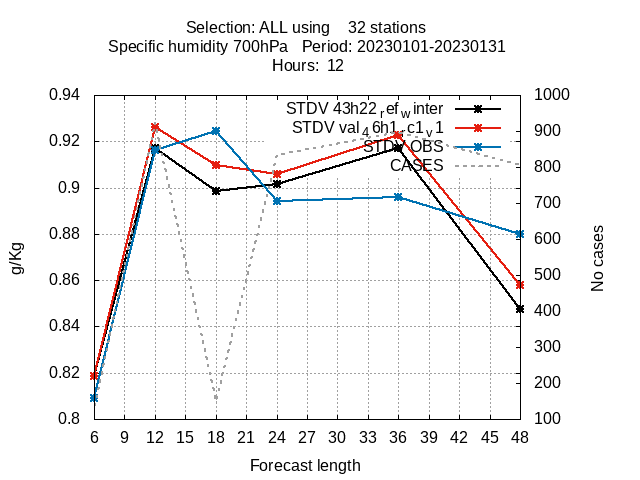 Selection: ALL using 32 stations
Specific humidity 700hPa Period: 20230101-20230131
Hours: 12
0.94 1000
STDV 43h22_ref_winter
STDV val_46h1_rc1_v1
STDV OBS
CASES
0.92 900
800
0.9 700
0.88 600
0.86 500
400
0.84 300
0.82 200
0.8 100
g/Kg
No cases
6 9 12 15 18 21 24 27 30 33 36 39 42 45 48
Forecast length